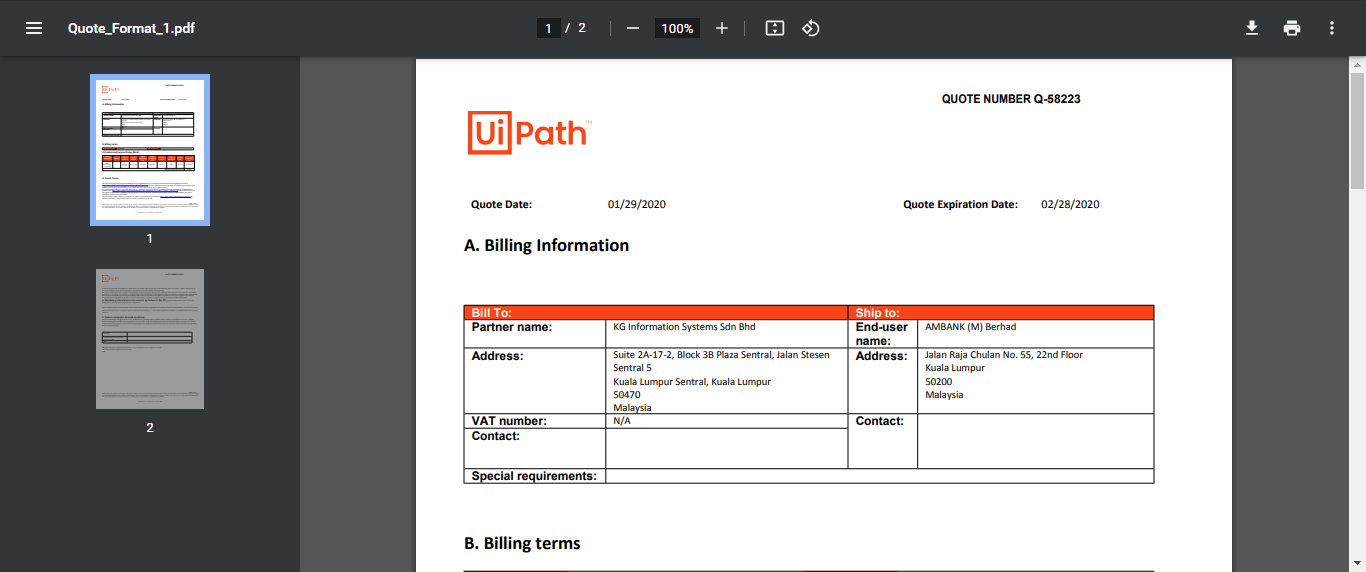 Quote_Format_1.pdf
1 / 2
100%
1
2
QUOTE NUMBER Q-58223
UiPath™
Quote Date: 01/29/2020 Quote Expiration Date: 02/28/2020
A. Billing Information
Bill To: Ship to:
Partner name: KG Information Systems Sdn Bhd End-user name: AMBANK (M) Berhad
Address: Suite 2A-17-2, Block 3B Plaza Sentral, Jalan Stesen
Sentral 5
Kuala Lumpur Sentral, Kuala Lumpur
50470
Malaysia
Address: Jalan Raja Chulan No. 55, 22nd Floor
Kuala Lumpur
50200
Malaysia
VAT number: N/A
Contact:
Contact:
Special requirements:
B. Billing terms